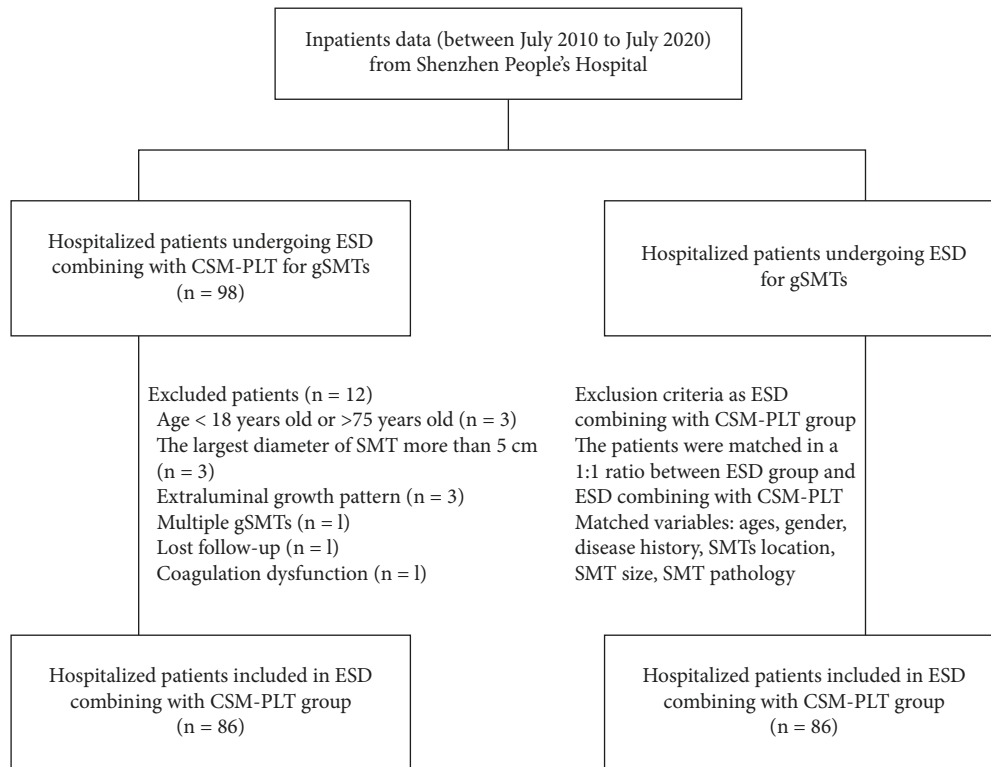 Inpatients data (between July 2010 to July 2020)
from Shenzhen People's Hospital
Hospitalized patients undergoing ESD
combining with CSM-PLT for gSMTs
(n = 98)
Hospitalized patients undergoing ESD
for gSMTs
Excluded patients (n = 12)
Age < 18 years old or >75 years old (n = 3)
The largest diameter of SMT more than 5 cm
(n = 3)
Extraluminal growth pattern (n = 3)
Multiple gSMTs (n = l)
Lost follow-up (n = l)
Coagulation dysfunction (n = l)
Exclusion criteria as ESD
combining with CSM-PLT group
The patients were matched in a
1:1 ratio between ESD group and
ESD combining with CSM-PLT
Matched variables: ages, gender,
disease history, SMTs location,
SMT size, SMT pathology
Hospitalized patients included in ESD
combining with CSM-PLT group
(n = 86)
Hospitalized patients included in ESD
combining with CSM-PLT group
(n = 86)